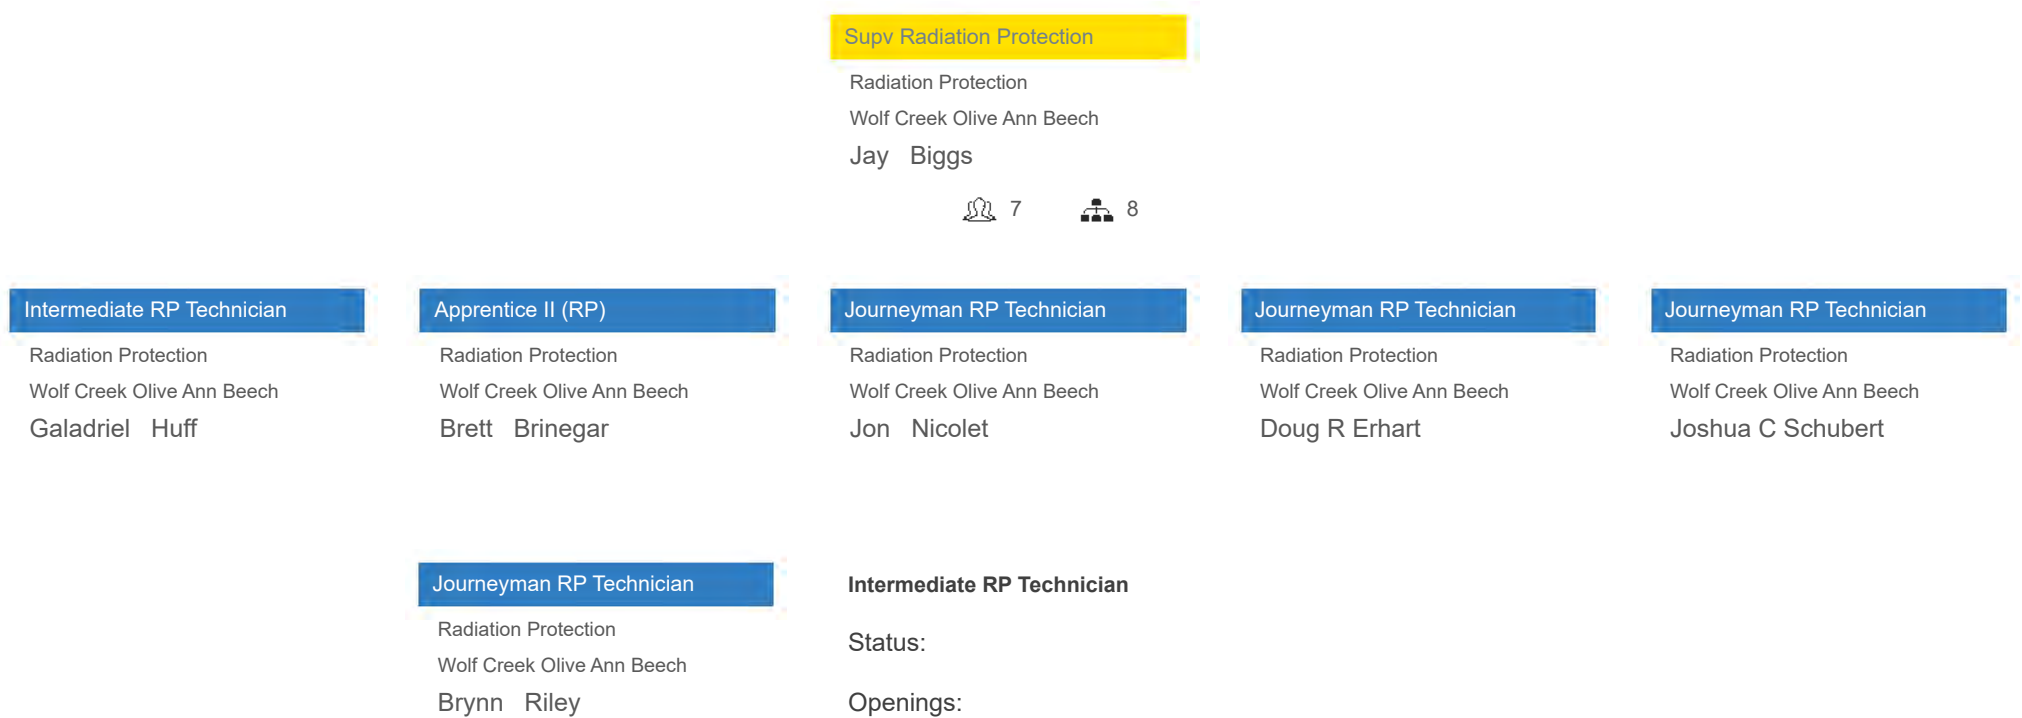 Supv Radiation Protection
Radiation Protection
Wolf Creek Olive Ann Beech
Jay Biggs
7 8
Intermediate RP Technician
Radiation Protection
Wolf Creek Olive Ann Beech
Galadriel Huff
Apprentice II (RP)
Radiation Protection
Wolf Creek Olive Ann Beech
Brett Brinegar
Journeyman RP Technician
Radiation Protection
Wolf Creek Olive Ann Beech
Jon Nicolet
Journeyman RP Technician
Radiation Protection
Wolf Creek Olive Ann Beech
Doug R Erhart
Journeyman RP Technician
Radiation Protection
Wolf Creek Olive Ann Beech
Joshua C Schubert
Journeyman RP Technician
Radiation Protection
Wolf Creek Olive Ann Beech
Brynn Riley
Intermediate RP Technician
Status:
Openings: